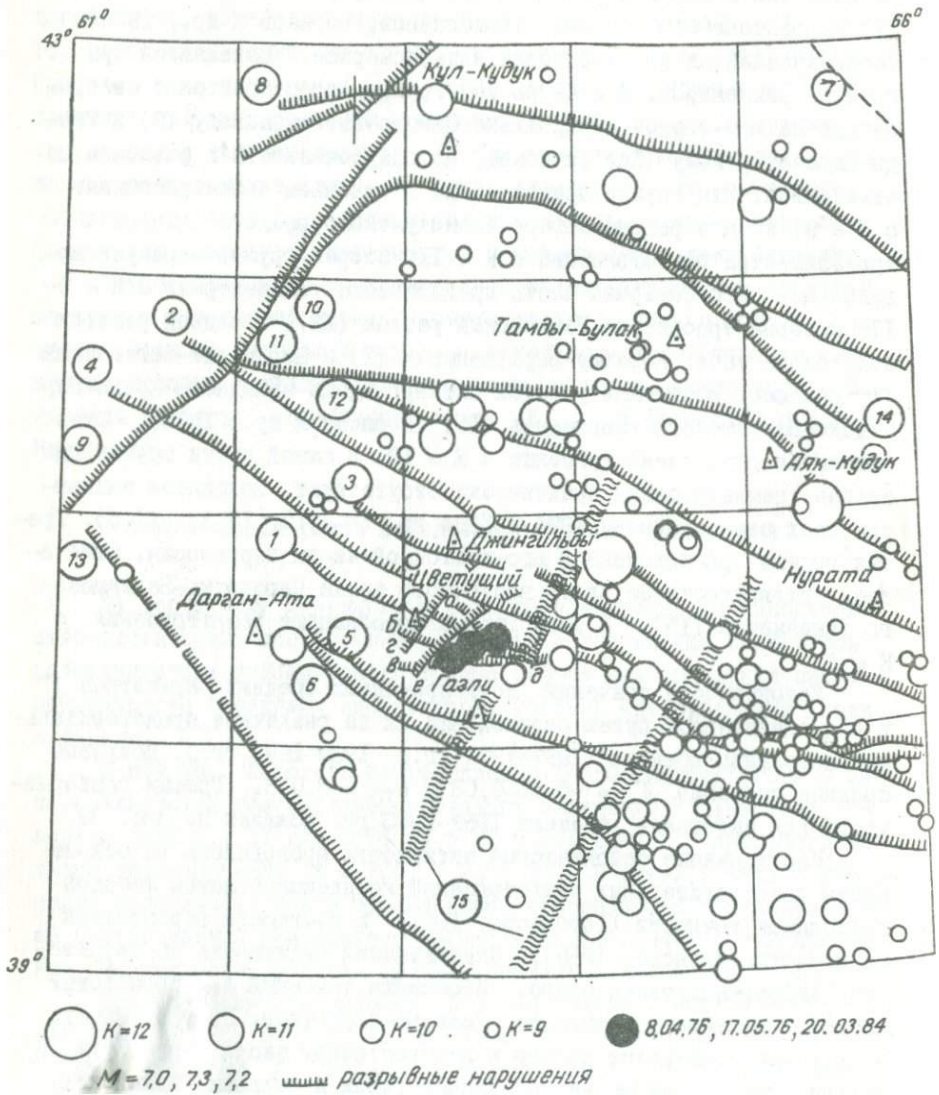 61° 66°
43° 8 Кул-Кудук 7
2 10 11 Тамды-Булак
4 12 14
9 3 Аяк-Кудук
13 1 Джингильды Нурата
Цветущий
Даган-Ата
5
6 Газли
15
39°
K=12 K=11 K=10 K=9 8,04.76, 17.05.76, 20.03.84
M=7,0, 7,3, 7,2 разрывные нарушения